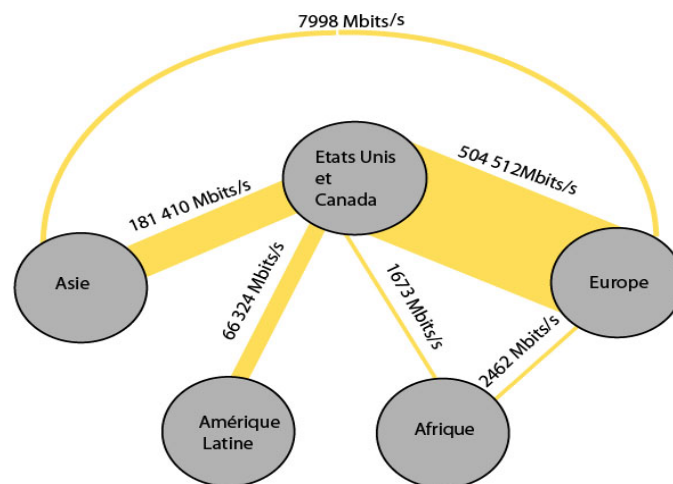 7998 Mbits/s
Etats Unis
et
Canada
504 512Mbits/s
181 410 Mbits/s
Asie
66 324 Mbits/s
1673 Mbits/s
Europe
2462 Mbits/s
Amérique
Latine
Afrique